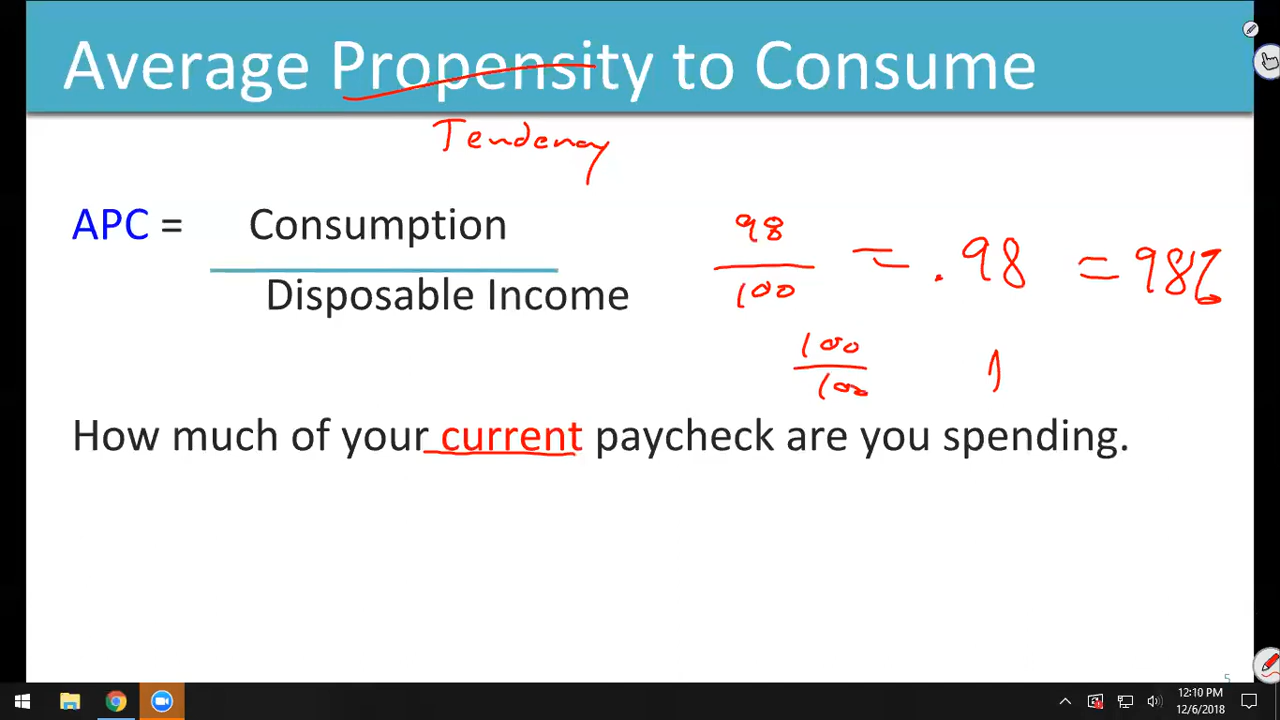 Average Propensity to Consume
Tendency
APC = Consumption
Disposable Income
98
100
= .98 = 98%
100
100
1
How much of your current paycheck are you spending.
5
12:10 PM
12/6/2018